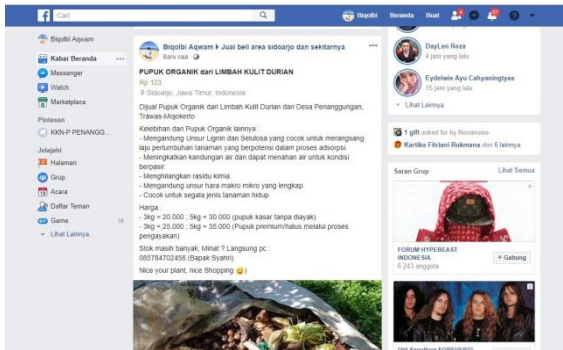 Cari
Biqolbi
Beranda
Buat
Biqolbi Aqwam
Kabar Beranda
Messenger
Watch
Marketplace
Pintasan
KKN-P PENANGG...
Jelajahi
Halaman
Grup
Acara
Daftar Teman
Game
10
Lihat Lainnya...
Biqolbi Aqwam ▸ Jual beli area sidoarjo dan sekitarnya
Baru saja
PUPUK ORGANIK dari LIMBAH KULIT DURIAN
Rp 123
Sidoarjo, Jawa Timur, Indonesia
Dijual Pupuk Organik dari Limbah Kulit Durian dari Desa Penanggungan,
Trawas-Mojokerto
Kelebihan dari Pupuk Organik lainnya :
- Mengandung Unsur Lignin dan Selulosa yang cocok untuk merangsang
laju pertumbuhan tanaman yang berpotensi dalam proses adsorpsi.
- Meningkatkan kandungan air dan dapat menahan air untuk kondisi
berpasir.
- Menghilangkan rasidu kimia.
- Mengandung unsur hara makro mikro yang lengkap.
- Cocok untuk segala jenis tanaman hidup.
Harga :
- 3kg = 20.000 ; 5kg = 30.000 (pupuk kasar tanpa diayak)
- 3kg = 25.000 ; 5kg = 35.000 (Pupuk premium/halus melalui proses
pengayakan)
Stok masih banyak, Minat ? Langsung pc :
085784702458 (Bapak Syahri)
Nice your plant, nice Shopping
DayLen Reza
4 jam yang lalu
Eydelwis Ayu Cahyaningtyas
15 jam yang lalu
Lihat Lainnya
1 gift asked for by Novanoibe
Kartika Fitriani Rukmana dan 6 lainnya
Saran Grup
Lihat Semua
FORUM HYPEBEAST
INDONESIA
6.243 anggota
+ Gabung